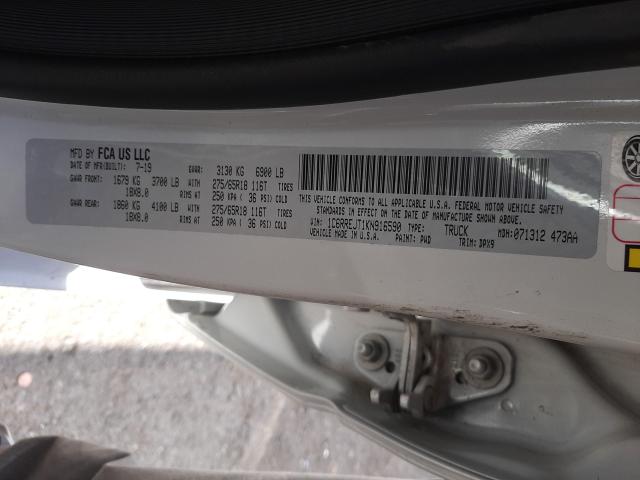 MFD BY FCA US LLC
DATE OF MFR(BUILT): 7-19 GVWR: 3130 KG 6900 LB
GAWR FRONT: 1679 KG 3700 LB 275/65R18 116T TIRES
18X8.0 RIMS AT 250 KPA ( 36 PSI) COLD
GAWR REAR: 1860 KG 4100 LB 275/65R18 116T TIRES
18X8.0 RIMS AT 250 KPA ( 36 PSI) COLD
THIS VEHICLE CONFORMS TO ALL APPLICABLE U.S.A. FEDERAL MOTOR VEHICLE SAFETY
STANDARDS IN EFFECT ON THE DATE OF MANUFACTURE SHOWN ABOVE.
VIN: 1C6RREJT1KN916590 TYPE: TRUCK MDH: 071312 473AA
VEHICLE MADE IN U.S.A. PAINT: PWD TRIM: DPX9